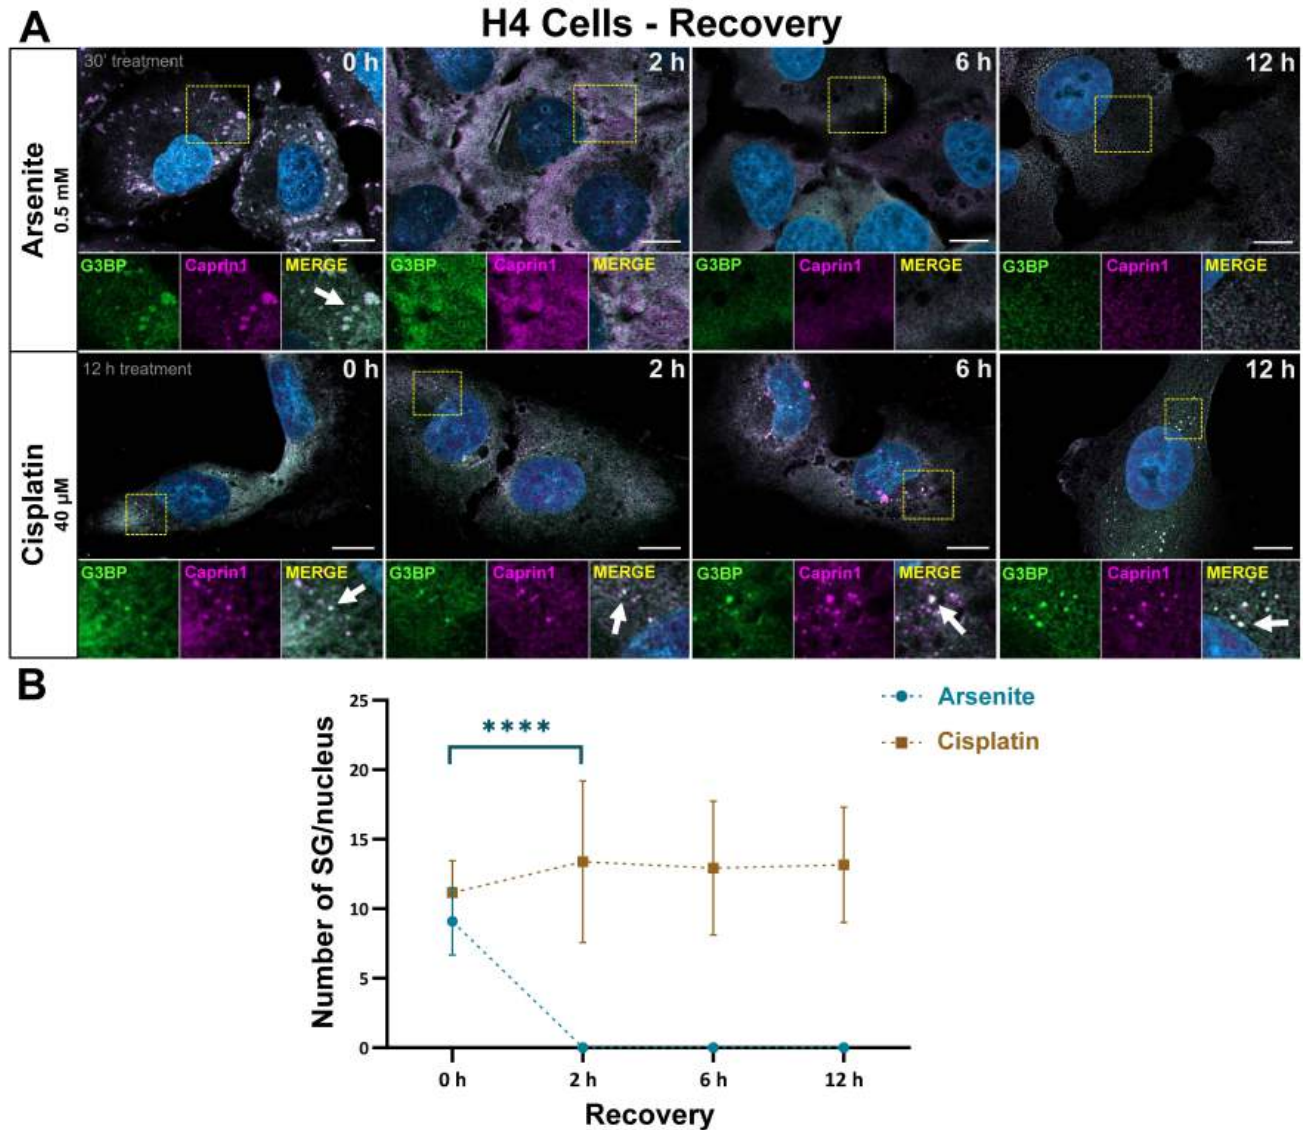 A
H4 Cells - Recovery
Arsenite
0.5 mM
30' treatment
0 h
2 h
6 h
12 h
G3BP Caprin1 MERGE
G3BP Caprin1 MERGE
G3BP Caprin1 MERGE
G3BP Caprin1 MERGE
Cisplatin
40 µM
12 h treatment
0 h
2 h
6 h
12 h
G3BP Caprin1 MERGE
G3BP Caprin1 MERGE
G3BP Caprin1 MERGE
G3BP Caprin1 MERGE
B
Number of SG/nucleus
25
20
15
10
5
0
****
Arsenite
Cisplatin
0 h 2 h 6 h 12 h
Recovery